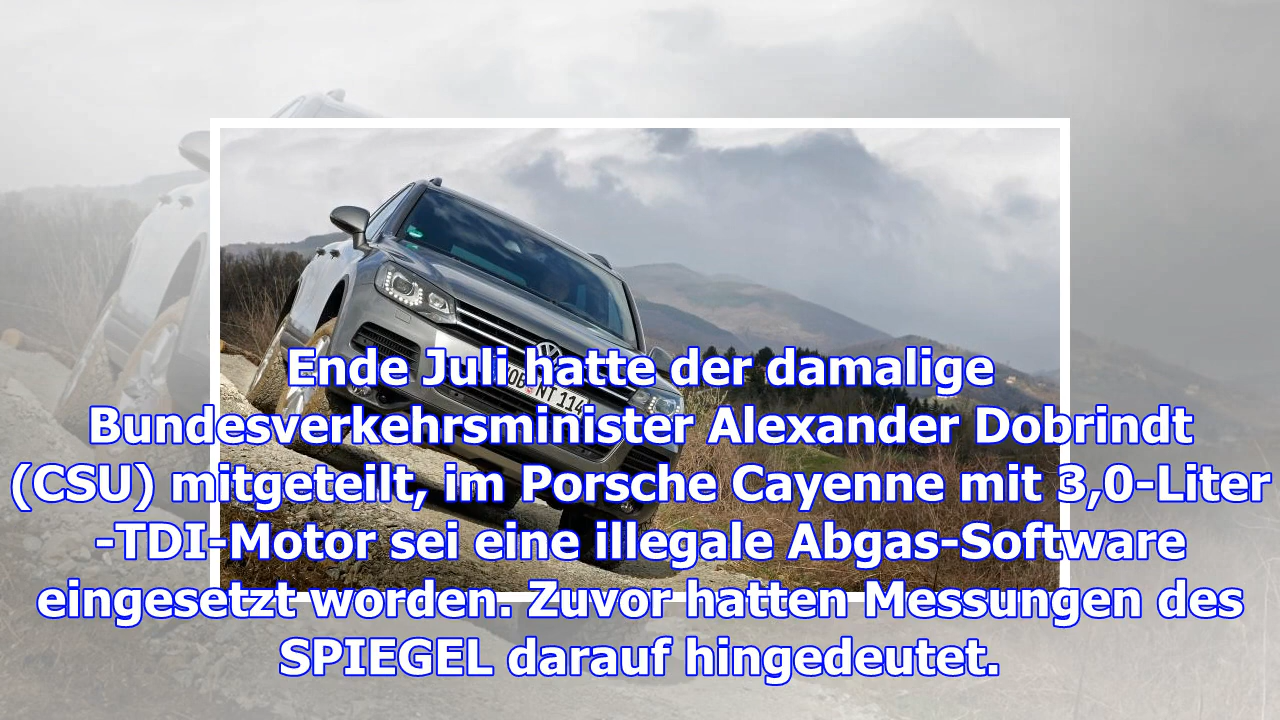 Ende Juli hatte der damalige
Bundesverkehrsminister Alexander Dobrindt
(CSU) mitgeteilt, im Porsche Cayenne mit 3,0-Liter
-TDI-Motor sei eine illegale Abgas-Software
eingesetzt worden. Zuvor hatten Messungen des
SPIEGEL darauf hingedeutet.